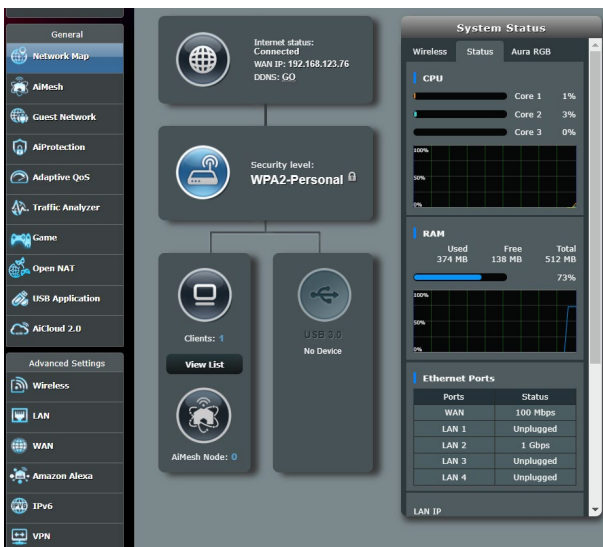 General
Network Map
AiMesh
Guest Network
AiProtection
Adaptive QoS
Traffic Analyzer
Game
Open NAT
USB Application
AiCloud 2.0
Advanced Settings
Wireless
LAN
WAN
Amazon Alexa
IPv6
VPN
Internet status:
Connected
WAN IP: 192.168.123.76
DDNS: GO
Security level:
WPA2-Personal
Clients: 1
View List
AiMesh Node: 0
USB 3.0
No Device
System Status
Wireless Status Aura RGB
CPU
Core 1 1%
Core 2 3%
Core 3 0%
100%
50%
0%
RAM
Used Free Total
374 MB 138 MB 512 MB
73%
100%
50%
0%
Ethernet Ports
Ports Status
WAN 100 Mbps
LAN 1 Unplugged
LAN 2 1 Gbps
LAN 3 Unplugged
LAN 4 Unplugged
LAN IP